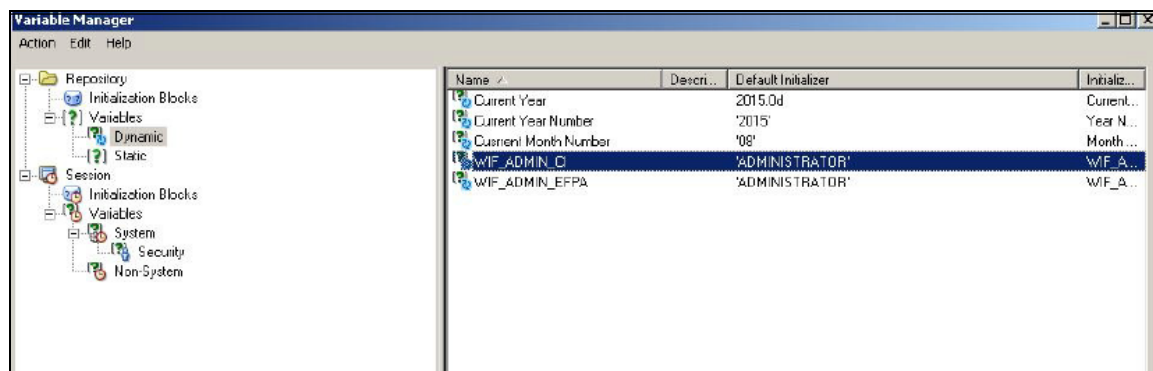 Variable Manager
Action Edit Help
Repository
Initialization Blocks
Variables
Dynamic
Static
Session
Initialization Blocks
Variables
System
Security
Non-System
Name Descri... Default Initializer Initializ...
Current Year 2015.0d Current...
Current Year Number '2015' Year N...
Current Month Number '08' Month ...
WIF_ADMIN_CI 'ADMINISTRATOR' WIF_A...
WIF_ADMIN_EFPA 'ADMINISTRATOR' WIF_A...